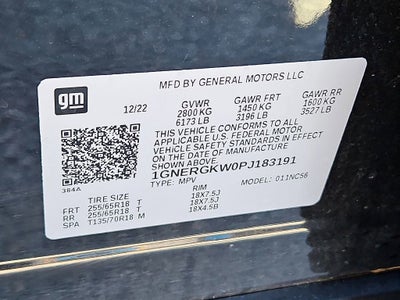 gm
MFD BY GENERAL MOTORS LLC
12/22
GVWR GAWR FRT GAWR RR
2800 KG 1450 KG 1600 KG
6173 LB 3196 LB 3527 LB
THIS VEHICLE CONFORMS TO ALL
APPLICABLE U.S. FEDERAL MOTOR
VEHICLE SAFETY STANDARDS IN EFFECT
ON THE DATE OF MANUFACTURE
SHOWN ABOVE.
1GNERGKW0PJ183191
TYPE: MPV MODEL: 011NC56
384A
TIRE SIZE RIM
FRT 255/65R18 T 18X7.5J
RR 255/65R18 T 18X7.5J
SPA T135/70R18 M 18X4.5B